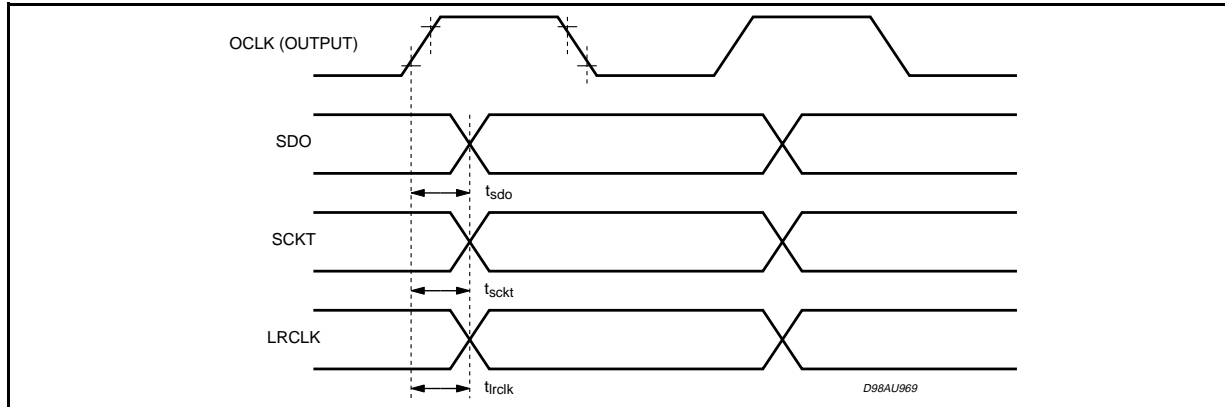 OCLK (OUTPUT)
SDO
tsdo
SCKT
tsckt
LRCLK
tlrclk
D98AU969